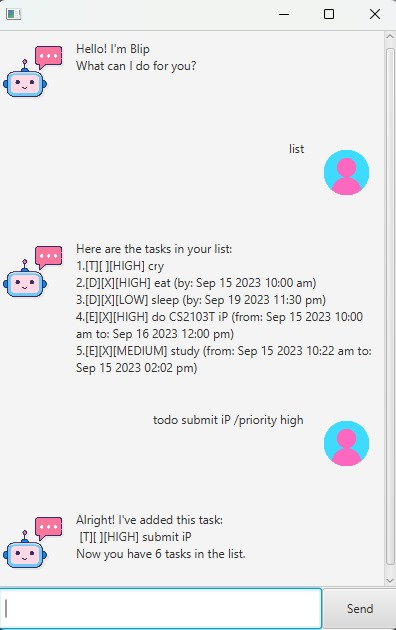 Hello! I'm Blip
What can I do for you?
list
Here are the tasks in your list:
1.[T][ ][HIGH] cry
2.[D][X][HIGH] eat (by: Sep 15 2023 10:00 am)
3.[D][X][LOW] sleep (by: Sep 19 2023 11:30 pm)
4.[E][X][HIGH] do CS2103T iP (from: Sep 15 2023 10:00
am to: Sep 16 2023 12:00 pm)
5.[E][X][MEDIUM] study (from: Sep 15 2023 10:22 am to:
Sep 15 2023 02:02 pm)
todo submit iP /priority high
Alright! I've added this task:
[T][ ][HIGH] submit iP
Now you have 6 tasks in the list.
Send